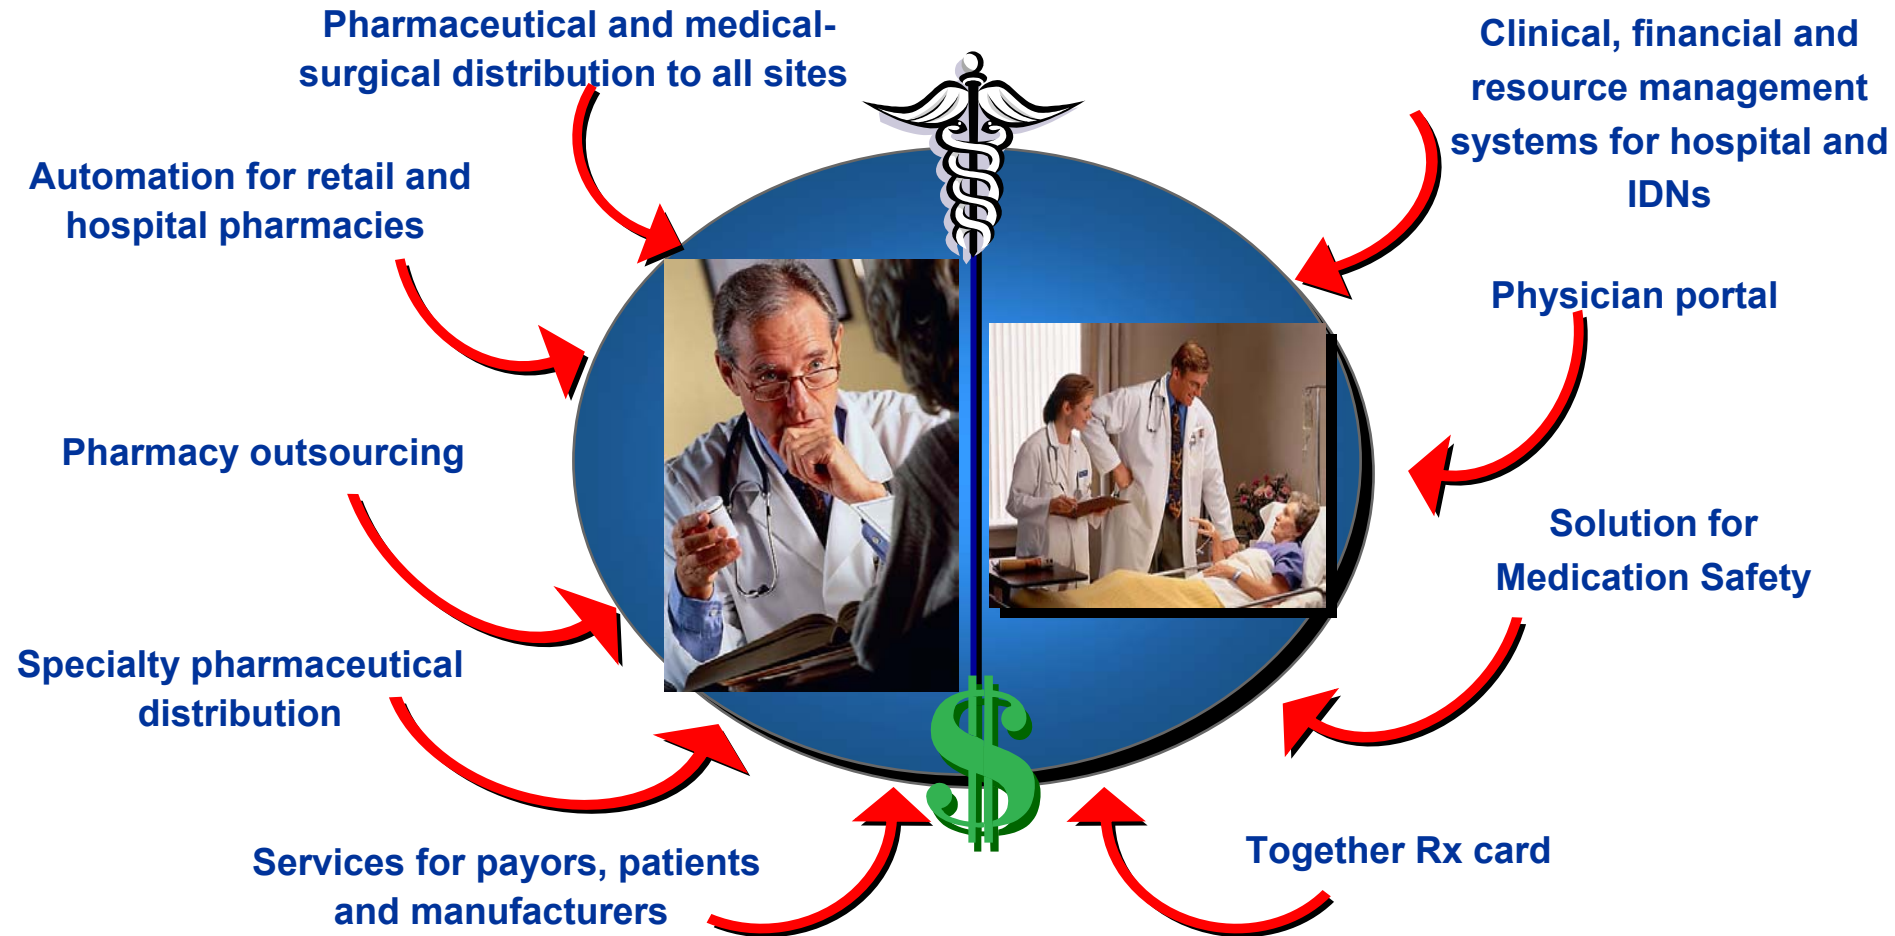 Pharmaceutical and medical-
surgical distribution to all sites
Clinical, financial and
resource management
systems for hospital and
IDNs
Automation for retail and
hospital pharmacies
Physician portal
Pharmacy outsourcing
Solution for
Medication Safety
Specialty pharmaceutical
distribution
Services for payors, patients
and manufacturers
Together Rx card
$